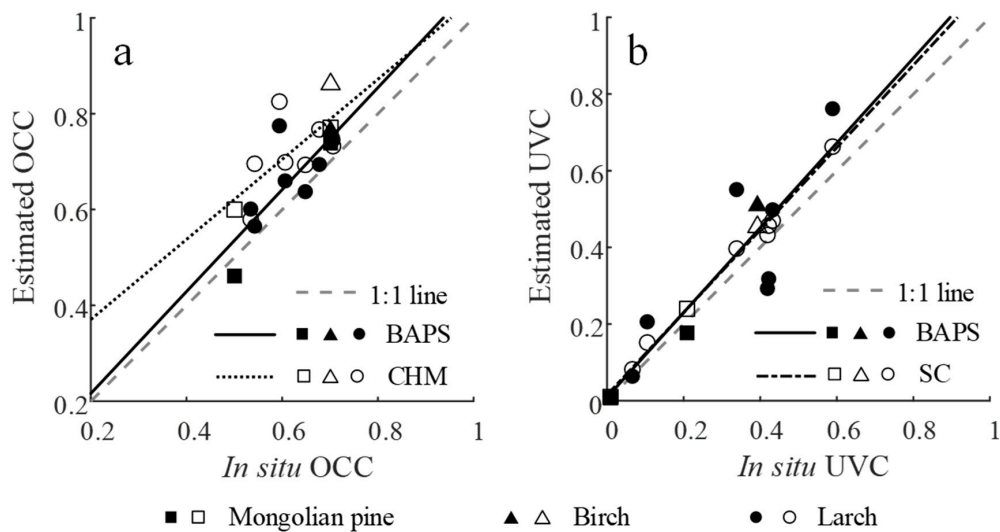 a
Estimated OCC
1
0.8
0.6
0.4
0.2
0.2 0.4 0.6 0.8 1
In situ OCC
1:1 line
BAPS
CHM
b
Estimated UVC
1
0.8
0.6
0.4
0.2
0
0 0.2 0.4 0.6 0.8 1
In situ UVC
1:1 line
BAPS
SC
Mongolian pine Birch Larch